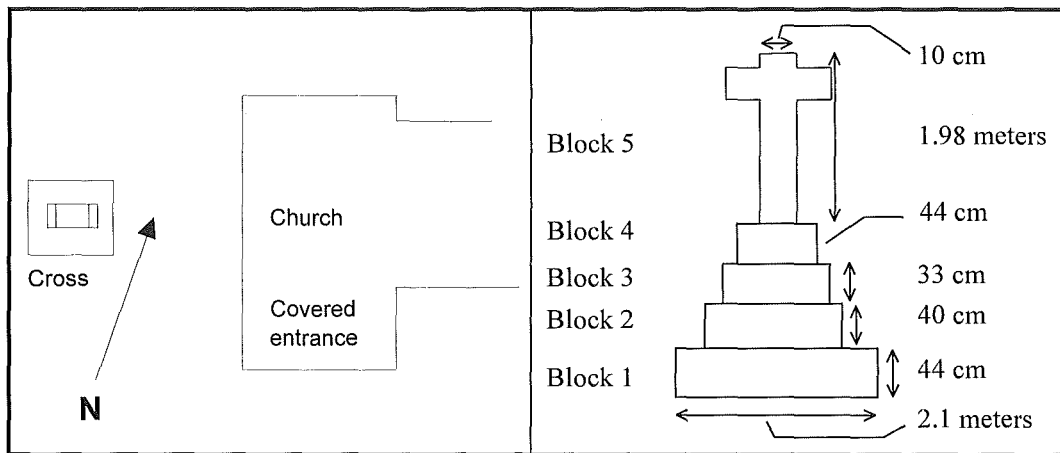 Church
Cross
Covered
entrance
N
10 cm
Block 5
1.98 meters
Block 4
44 cm
Block 3
33 cm
Block 2
40 cm
Block 1
44 cm
2.1 meters